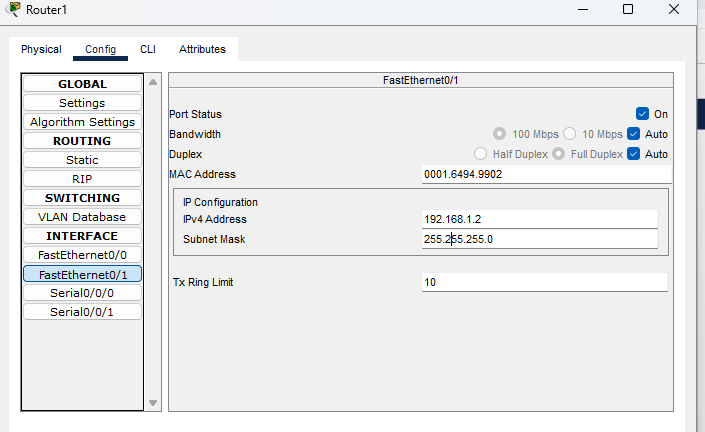 Router1
Physical Config CLI Attributes
GLOBAL
Settings
Algorithm Settings
ROUTING
Static
RIP
SWITCHING
VLAN Database
INTERFACE
FastEthernet0/0
FastEthernet0/1
Serial0/0/0
Serial0/0/1
FastEthernet0/1
Port Status On
Bandwidth 100 Mbps 10 Mbps Auto
Duplex Half Duplex Full Duplex Auto
MAC Address 0001.6494.9902
IP Configuration
IPv4 Address 192.168.1.2
Subnet Mask 255.255.255.0
Tx Ring Limit 10